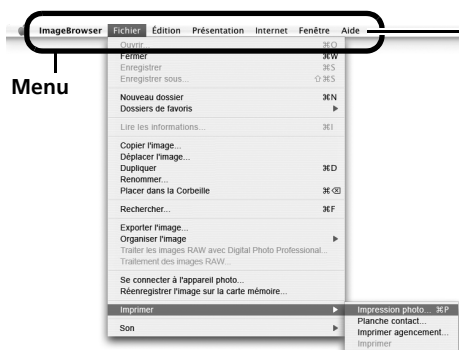 ImageBrowser Fichier Édition Présentation Internet Fenêtre Aide
Menu
Ouvrir... ⌘O
Fermer ⌘W
Enregistrer ⌘S
Enregistrer sous... ⇧⌘S
Nouveau dossier ⌘N
Dossiers de favoris ▶
Lire les informations... ⌘I
Copier l'image...
Déplacer l'image...
Dupliquer ⌘D
Renommer...
Placer dans la Corbeille ⌘⌫
Rechercher... ⌘F
Exporter l'image...
Organiser l'image ▶
Traiter les images RAW avec Digital Photo Professional...
Traitement des images RAW...
Se connecter à l'appareil photo...
Réenregistrer l'image sur la carte mémoire...
Imprimer ▶
Impression photo... ⌘P
Planche contact...
Imprimer agencement...
Imprimer
Son ▶